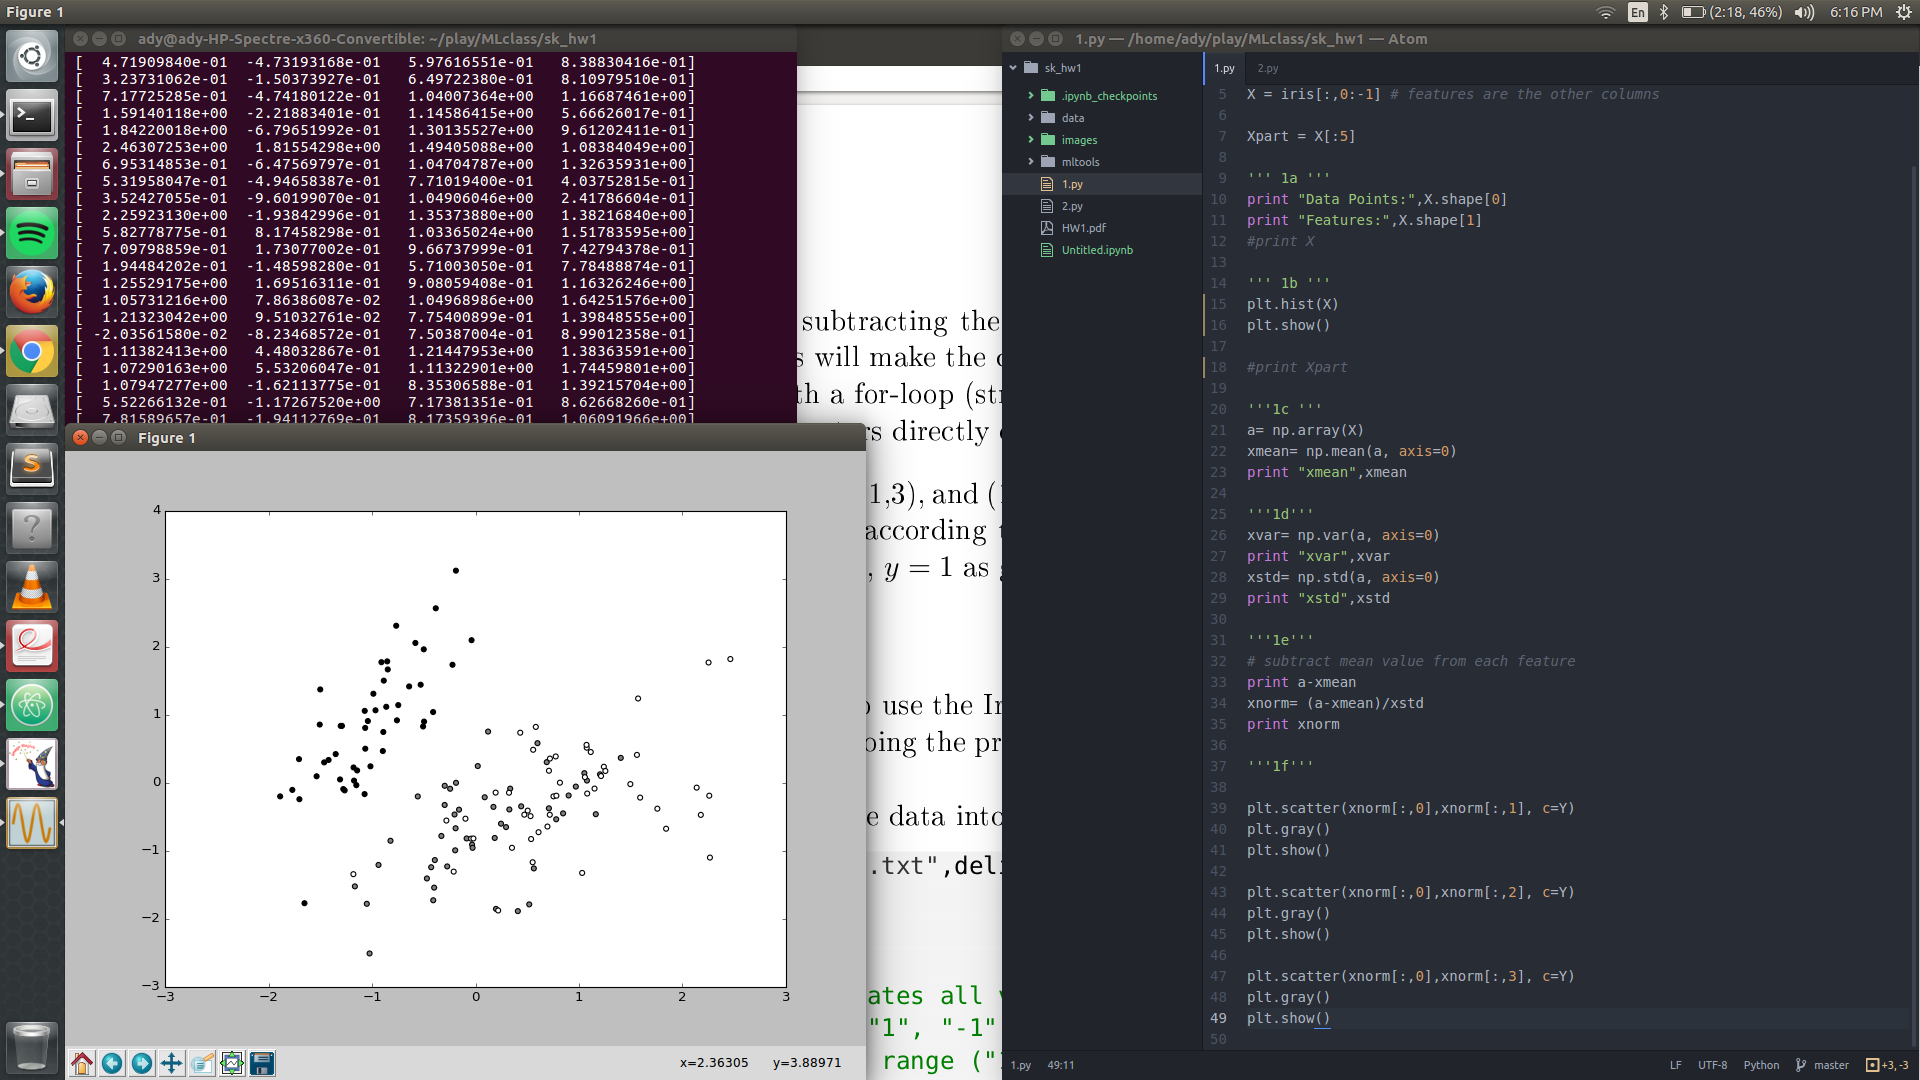 Figure 1
En
(2:18, 46%)
6:16 PM
ady@ady-HP-Spectre-x360-Convertible: ~/play/MLclass/sk_hw1
[ 4.71909840e-01 -4.73193168e-01 5.97616551e-01 8.38830416e-01]
[ 3.23731062e-01 -1.50373927e-01 6.49722380e-01 8.10979510e-01]
[ 7.17725285e-01 -4.74180122e-01 1.04007364e+00 1.16687461e+00]
[ 1.59140118e+00 -2.21883401e-01 1.14586415e+00 5.66626017e-01]
[ 1.84220018e+00 -6.79651992e-01 1.30135527e+00 9.61202411e-01]
[ 2.46307253e+00 1.81554298e+00 1.49405088e+00 1.08384049e+00]
[ 6.95314853e-01 -6.47569797e-01 1.04704787e+00 1.32635931e+00]
[ 5.31958047e-01 -4.94658387e-01 7.71019400e-01 4.03752815e-01]
[ 3.52427055e-01 -9.60199070e-01 1.04906046e+00 2.41786604e-01]
[ 2.25923130e+00 -1.93842996e-01 1.35373880e+00 1.38216840e+00]
[ 5.82778775e-01 8.17458298e-01 1.03365024e+00 1.51783595e+00]
[ 7.09798859e-01 1.73077002e-01 9.66737999e-01 7.42794378e-01]
[ 1.94484202e-01 -1.48598280e-01 5.71003050e-01 7.78488874e-01]
[ 1.25529175e+00 1.69516311e-01 9.08059408e-01 1.16326246e+00]
[ 1.05731216e+00 7.86386087e-02 1.04968986e+00 1.64251576e+00]
[ 1.21323042e+00 9.51032761e-02 7.75400899e-01 1.39848555e+00]
[ -2.03561580e-02 -8.23468572e-01 7.50387004e-01 8.99012358e-01]
[ 1.11382413e+00 4.48032867e-01 1.21447953e+00 1.38363591e+00]
[ 1.07290163e+00 5.53206047e-01 1.11322901e+00 1.74459801e+00]
[ 1.07947277e+00 -1.62113775e-01 8.35306588e-01 1.39215704e+00]
[ 5.52266132e-01 -1.17267520e+00 7.17381351e-01 8.62668260e-01]
[ 7.81589657e-01 -1.94112769e-01 8.17359396e-01 1.06091966e+00]
Figure 1
4
3
2
1
0
−1
−2
−3
−3 −2 −1 0 1 2 3
x=2.36305 y=3.88971
subtracting the
s will make the
th a for-loop (st
rs directly
1,3), and (
according
, y = 1 as
use the Ir
oing the pr
e data into
.txt",deli
ates all
"1", "-1"
range ("
1.py — /home/ady/play/MLclass/sk_hw1 — Atom
sk_hw1
.ipynb_checkpoints
data
images
mltools
1.py
2.py
HW1.pdf
Untitled.ipynb
1.py 2.py
5 X = iris[:,0:-1] # features are the other columns
6
7 Xpart = X[:5]
8
9 ''' 1a '''
10 print "Data Points:",X.shape[0]
11 print "Features:",X.shape[1]
12 #print X
13
14 ''' 1b '''
15 plt.hist(X)
16 plt.show()
17
18 #print Xpart
19
20 '''1c '''
21 a= np.array(X)
22 xmean= np.mean(a, axis=0)
23 print "xmean",xmean
24
25 '''1d'''
26 xvar= np.var(a, axis=0)
27 print "xvar",xvar
28 xstd= np.std(a, axis=0)
29 print "xstd",xstd
30
31 '''1e'''
32 # subtract mean value from each feature
33 print a-xmean
34 xnorm= (a-xmean)/xstd
35 print xnorm
36
37 '''1f'''
38
39 plt.scatter(xnorm[:,0],xnorm[:,1], c=Y)
40 plt.gray()
41 plt.show()
42
43 plt.scatter(xnorm[:,0],xnorm[:,2], c=Y)
44 plt.gray()
45 plt.show()
46
47 plt.scatter(xnorm[:,0],xnorm[:,3], c=Y)
48 plt.gray()
49 plt.show()
50
1.py 49:11
LF UTF-8 Python master +3, -3